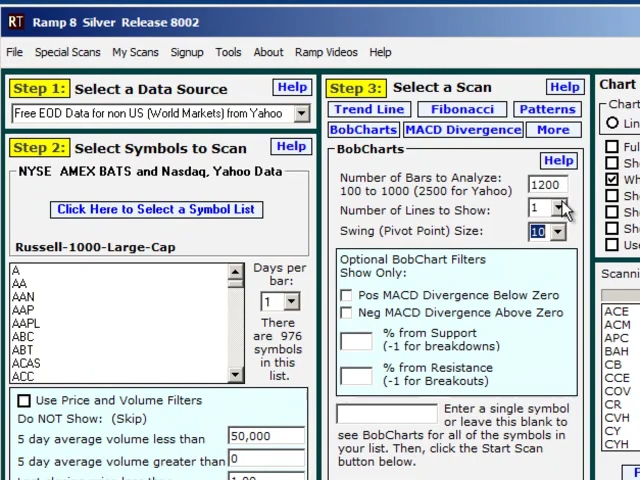 RT Ramp 8 Silver Release 8002
File Special Scans My Scans Signup Tools About Ramp Videos Help
Step 1: Select a Data Source Help
Free EOD Data for non US (World Markets) from Yahoo
Step 2: Select Symbols to Scan Help
NYSE AMEX BATS and Nasdaq, Yahoo Data
Click Here to Select a Symbol List
Russell-1000-Large-Cap
A
AA
AAN
AAP
AAPL
ABC
ABT
ACAS
ACC
Days per
bar:
1
There
are 976
symbols
in this
list.
Use Price and Volume Filters
Do NOT Show: (Skip)
5 day average volume less than 50,000
5 day average volume greater than 0
Step 3: Select a Scan Help
Trend Line Fibonacci Patterns
BobCharts MACD Divergence More
BobCharts
Help
Number of Bars to Analyze:
100 to 1000 (2500 for Yahoo) 1200
Number of Lines to Show: 1
Swing (Pivot Point) Size: 10
Optional BobChart Filters
Show Only:
Pos MACD Divergence Below Zero
Neg MACD Divergence Above Zero
% from Support
(-1 for breakdowns)
% from Resistance
(-1 for Breakouts)
Enter a single symbol
or leave this blank to
see BobCharts for all of the symbols in
your list. Then, click the Start Scan
button below.
Chart
Char
Lin
Ful
Sho
Wh
Sho
Sho
Sho
Use
Scannin
ACE
ACM
APC
BAH
CB
CCE
COV
CR
CVH
CY
CYH